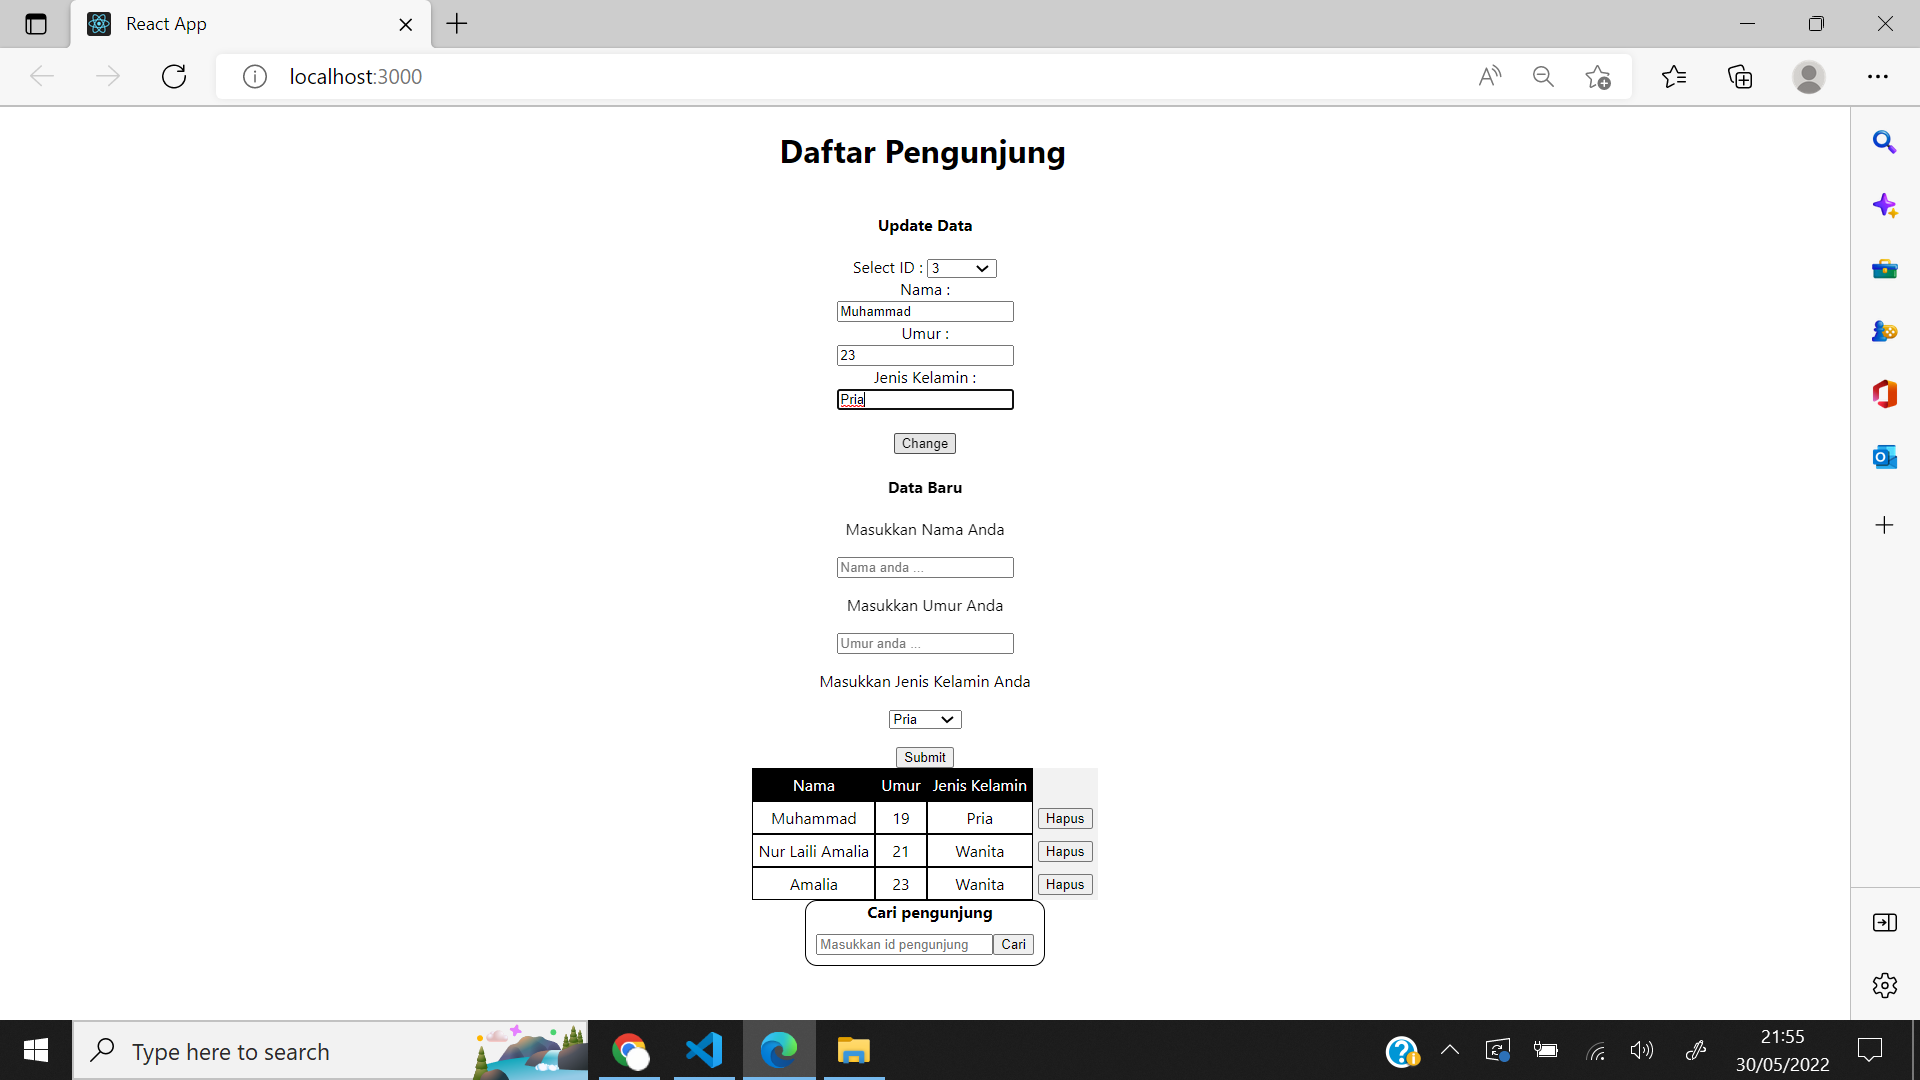 React App
localhost:3000
Daftar Pengunjung
Update Data
Select ID : 3
Nama :
Muhammad
Umur :
23
Jenis Kelamin :
Pria
Change
Data Baru
Masukkan Nama Anda
Nama anda ...
Masukkan Umur Anda
Umur anda ...
Masukkan Jenis Kelamin Anda
Pria
Submit
Nama Umur Jenis Kelamin
Muhammad 19 Pria Hapus
Nur Laili Amalia 21 Wanita Hapus
Amalia 23 Wanita Hapus
Cari pengunjung
Masukkan id pengunjung Cari
Type here to search
21:55
30/05/2022